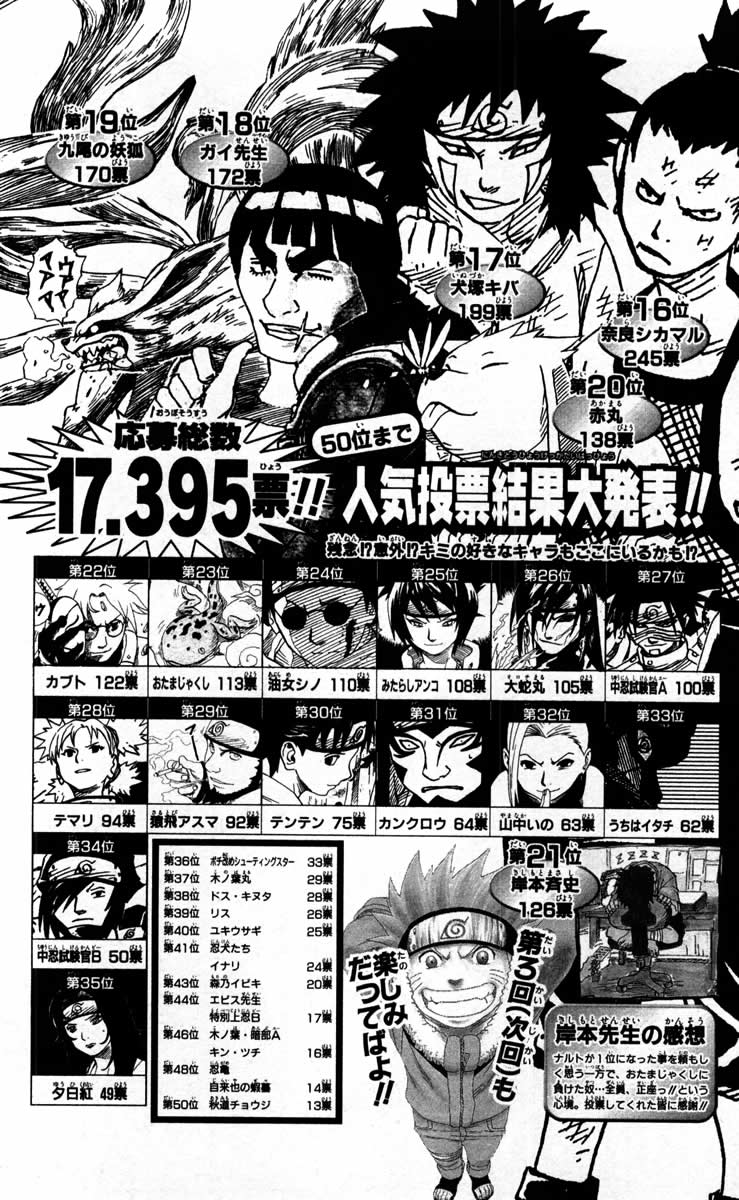 第19位
九尾の妖狐
170票
第18位
ガイ先生
172票
第17位
犬塚キバ
199票
第16位
奈良シカマル
245票
第20位
赤丸
138票
応募総数
17.395票!!
50位まで
人気投票結果大発表!!
残念!?意外!?キミの好きなキャラもここにいるかも!?
第22位
カブト 122票
第23位
おたまじゃくし 113票
第24位
油女シノ 110票
第25位
みたらしアンコ 108票
第26位
大蛇丸 105票
第27位
中忍試験官A 100票
第28位
テマリ 94票
第29位
猿飛アスマ 92票
第30位
テンテン 75票
第31位
カンクロウ 64票
第32位
山中いの 63票
第33位
うちはイタチ 62票
第34位
中忍試験官B 50票
第35位
夕日紅 49票
第36位 ポチ改めシューティングスター 33票
第37位 木ノ葉丸 29票
第38位 ドス・キヌタ 28票
第39位 リス 26票
第40位 ユキウサギ 25票
第41位 忍犬たち
イナリ 24票
第43位 森乃イビキ 20票
第44位 エビス先生
特別上忍B 17票
第46位 木ノ葉・暗部A
キン・ツチ 16票
第48位 忍亀
自来也の蝦蟇 14票
第50位 秋道チョウジ 13票
第21位
岸本斉史
126票
ZZZZ
第3回(次回)も
楽しみ
だってばよ!!
岸本先生の感想
ナルトが1位になった事を頼もし
く思う一方で、おたまじゃくしに
負けた奴…全員、正座っ!!という
心境。投票してくれた皆に感謝!!